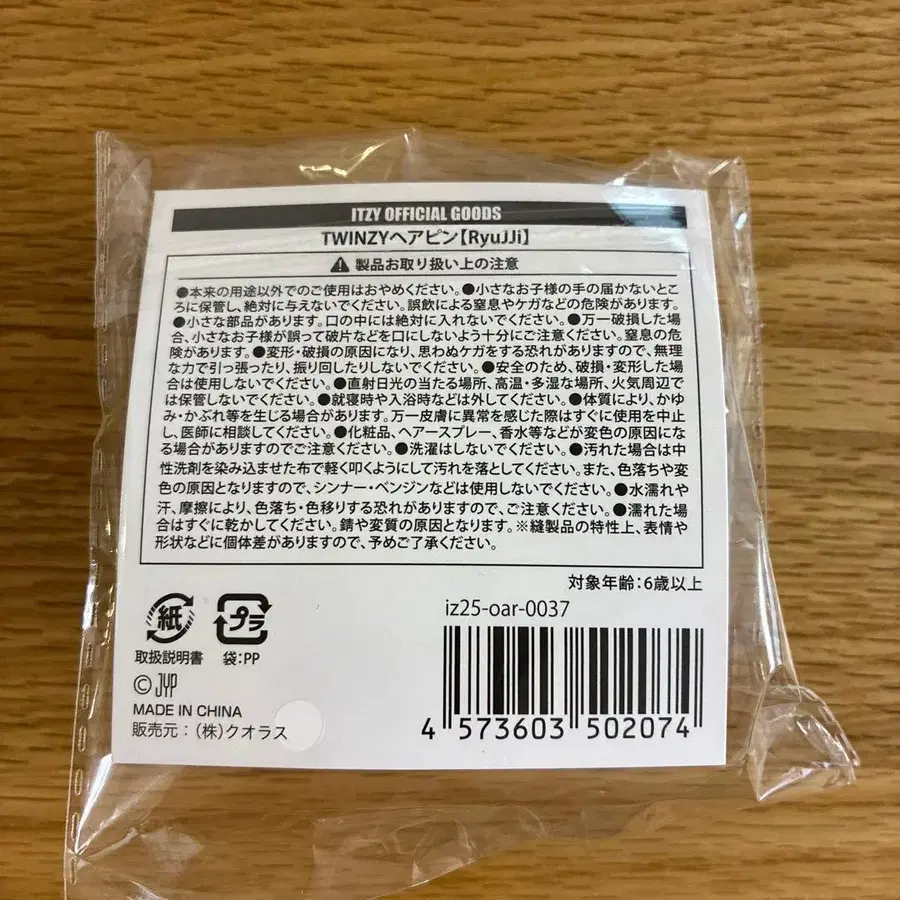 ITZY OFFICIAL GOODS
TWINZYヘアピン【RyuJJi】
⚠ 製品お取り扱い上の注意
●本来の用途以外でのご使用はおやめください。●小さなお子様の手の届かないとこ
ろに保管し、絶対に与えないでください。誤飲による窒息やケガなどの危険があります。
●小さな部品があります。口の中には絶対に入れないでください。●万一破損した場
合、小さなお子様が誤って破片などを口にしないよう十分にご注意ください。窒息の危
険があります。●変形・破損の原因になり、思わぬケガをする恐れがありますので、無理
な力で引っ張ったり、振り回したりしないでください。●安全のため、破損・変形した場
合は使用しないでください。●直射日光の当たる場所、高温・多湿な場所、火気周辺で
は保管しないでください。●就寝時や入浴時などは外してください。●体質により、かゆ
み・かぶれ等を生じる場合があります。万一皮膚に異常を感じた際はすぐに使用を中止
し、医師に相談してください。●化粧品、ヘアースプレー、香水等などが変色の原因にな
る場合がありますのでご注意ください。●洗濯はしないでください。●汚れた場合は中
性洗剤を染み込ませた布で軽く叩くようにして汚れを落としてください。また、色落ちや変
色の原因となりますので、シンナー・ベンジンなどは使用しないでください。●水濡れや
汗、摩擦により、色落ち・色移りする恐れがありますので、ご注意ください。●濡れた場
合はすぐに乾かしてください。錆や変質の原因となります。※縫製品の特性上、表情や
形状などに個体差がありますので、予めご了承ください。
対象年齢：6歳以上
紙
プラ
iz25-oar-0037
取扱説明書 袋：PP
© JYP
MADE IN CHINA
販売元：（株）クオラス
4 573603 502074